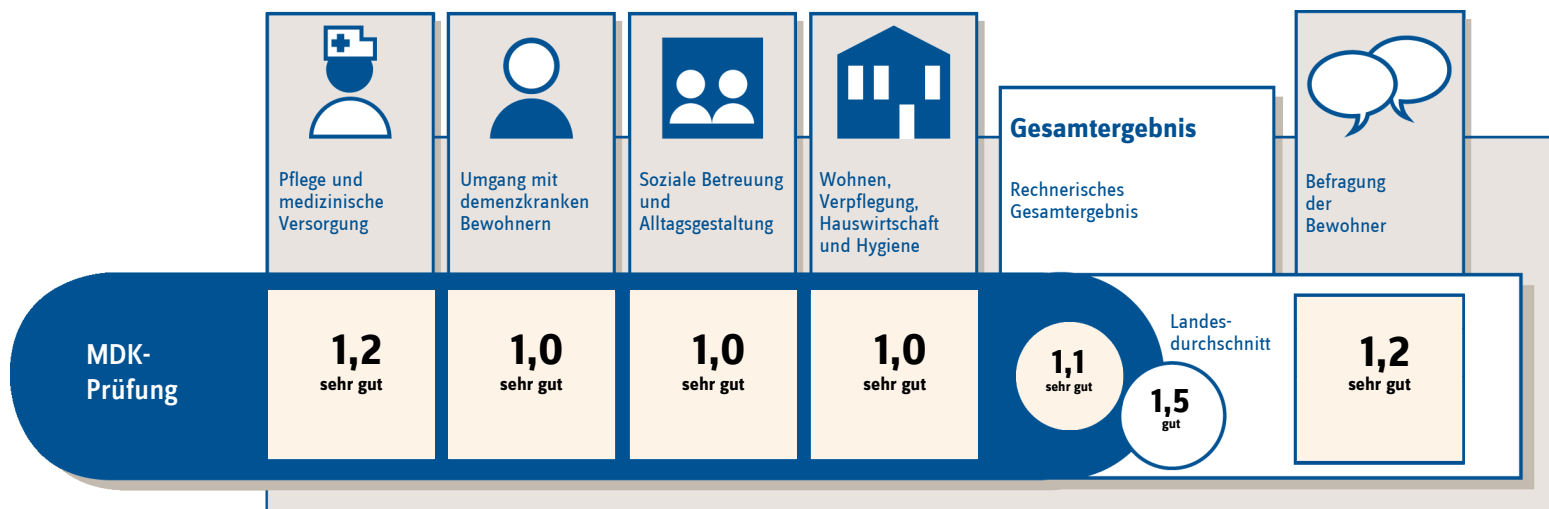 Pflege und
medizinische
Versorgung
Umgang mit
demenzkranken
Bewohnern
Soziale Betreuung
und
Alltagsgestaltung
Wohnen,
Verpflegung,
Hauswirtschaft
und Hygiene
Gesamtergebnis
Rechnerisches
Gesamtergebnis
Befragung
der
Bewohner
MDK-
Prüfung
1,2
sehr gut
1,0
sehr gut
1,0
sehr gut
1,0
sehr gut
1,1
sehr gut
Landes-
durchschnitt
1,5
gut
1,2
sehr gut